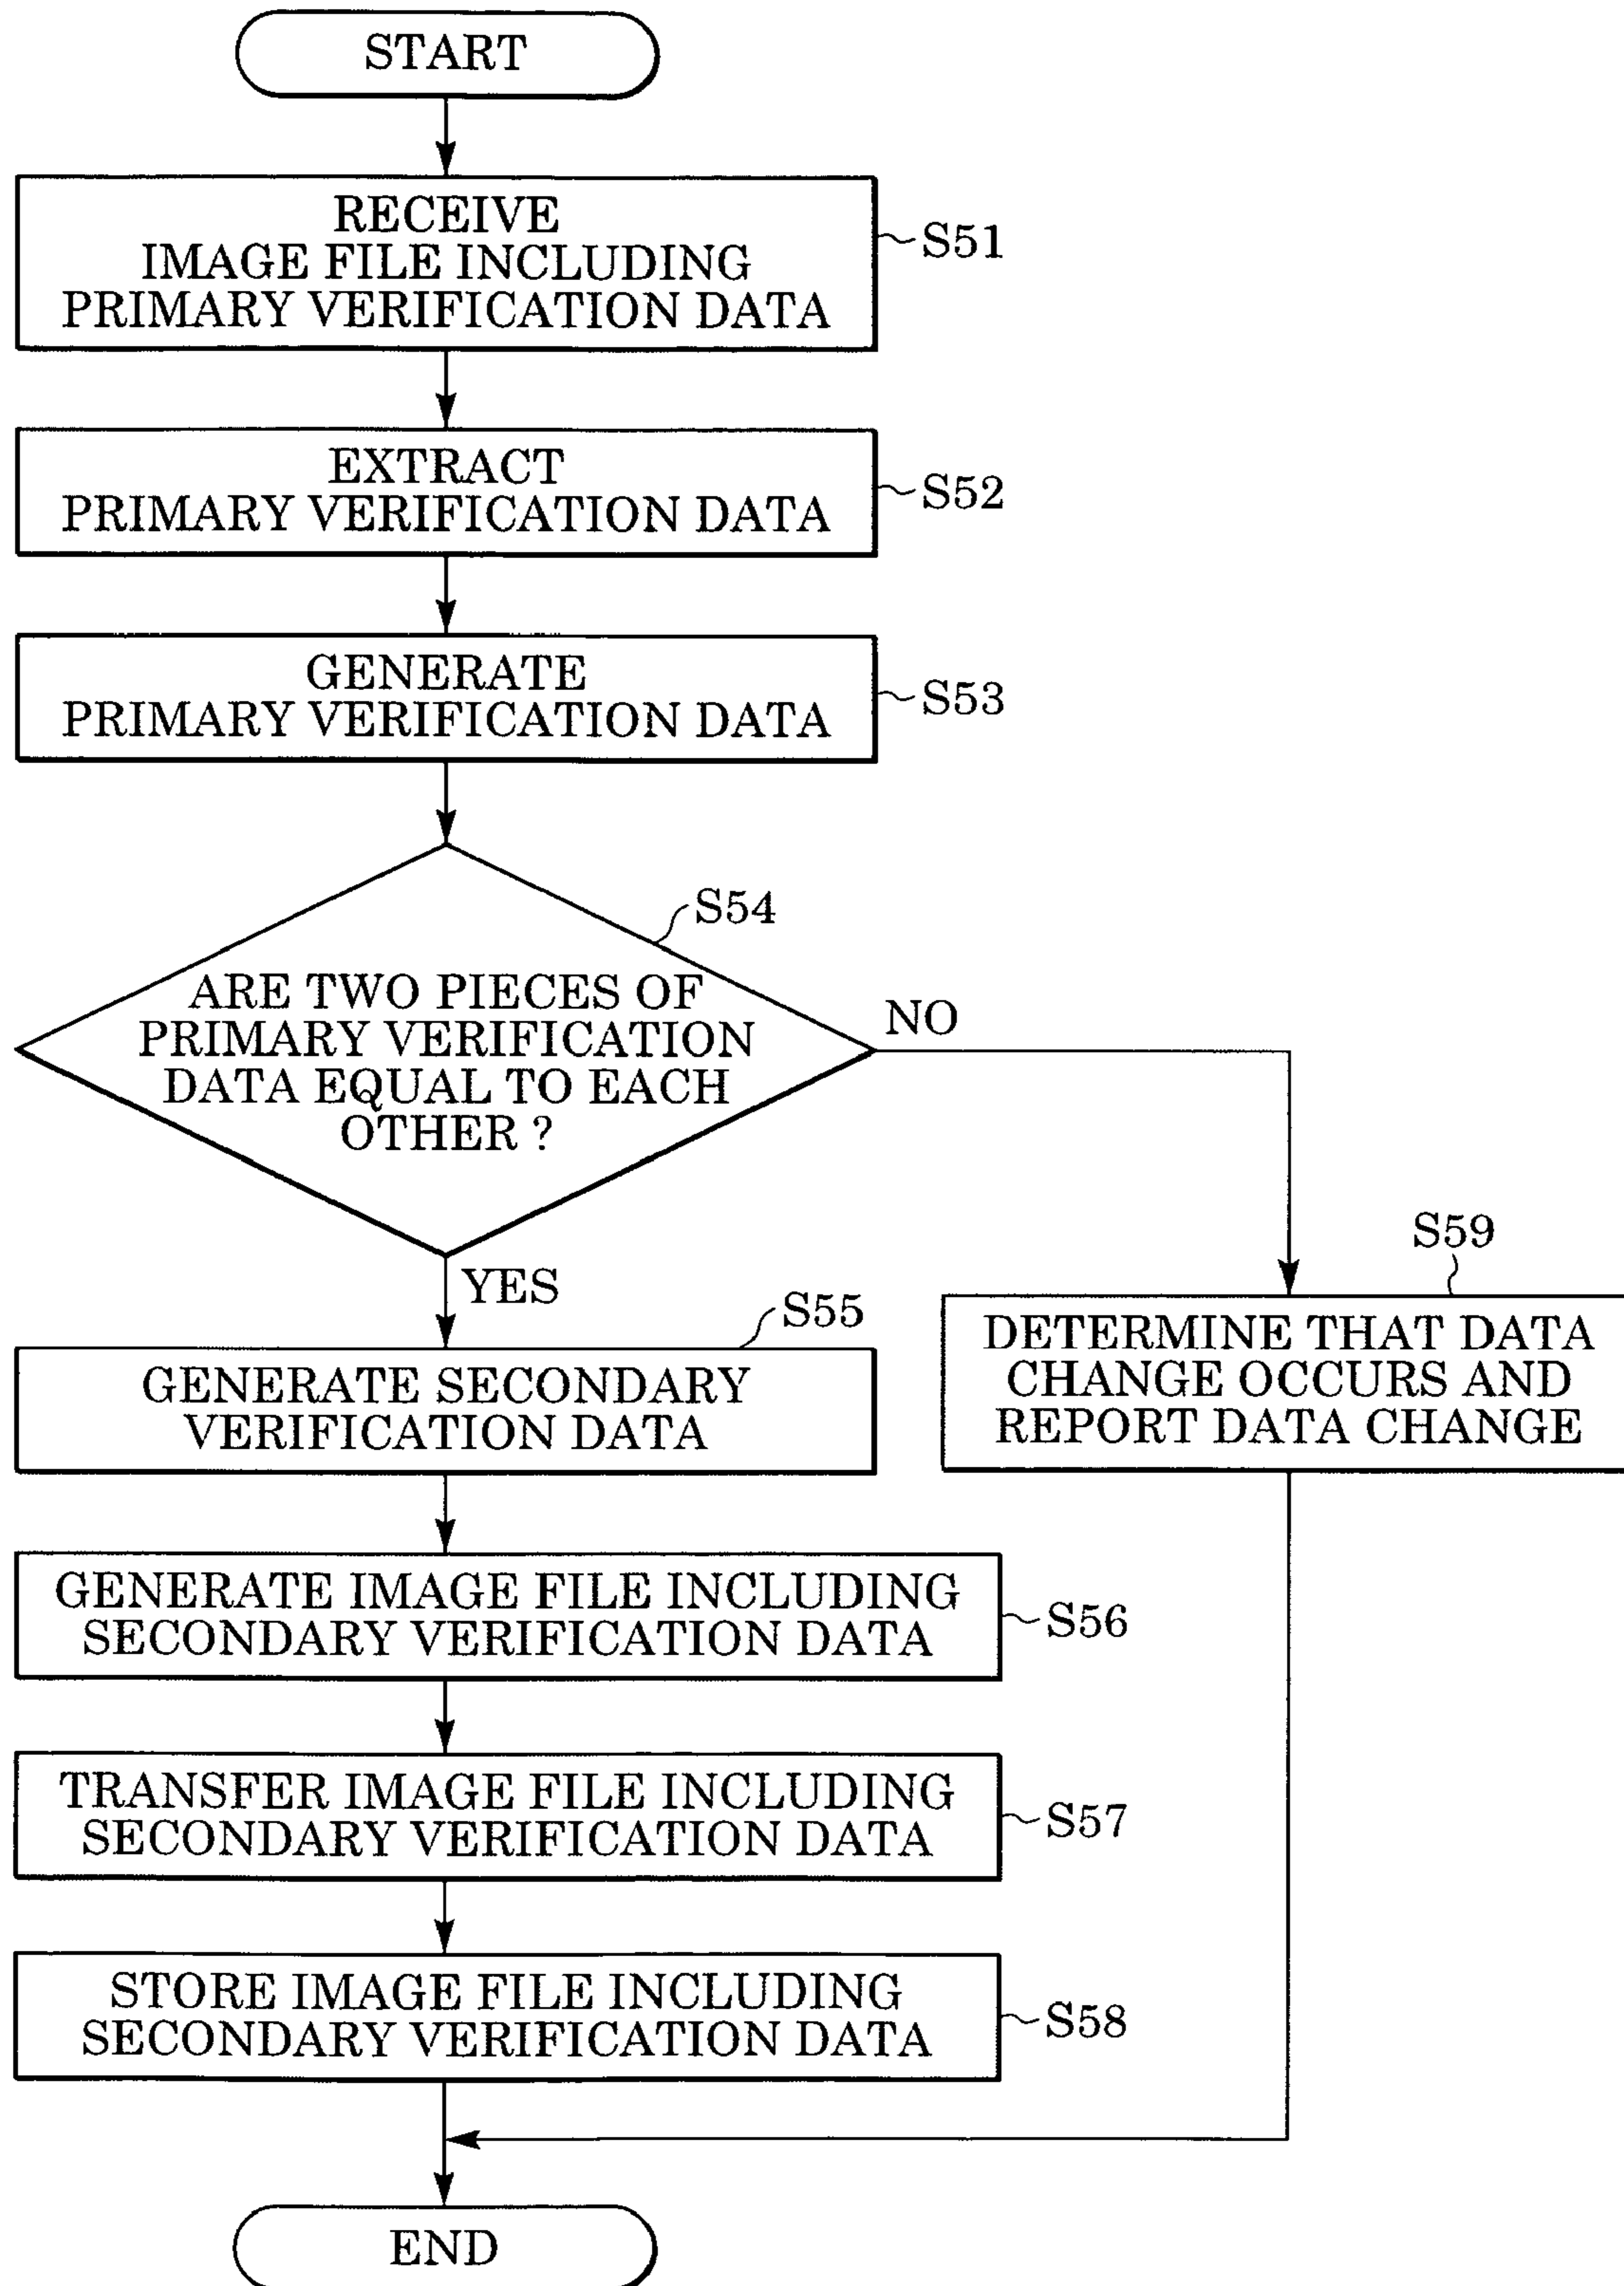 START
RECEIVE
IMAGE FILE INCLUDING
PRIMARY VERIFICATION DATA
S51
EXTRACT
PRIMARY VERIFICATION DATA
S52
GENERATE
PRIMARY VERIFICATION DATA
S53
S54
ARE TWO PIECES OF
PRIMARY VERIFICATION
DATA EQUAL TO EACH
OTHER ?
NO
YES
S55
GENERATE SECONDARY
VERIFICATION DATA
S59
DETERMINE THAT DATA
CHANGE OCCURS AND
REPORT DATA CHANGE
GENERATE IMAGE FILE INCLUDING
SECONDARY VERIFICATION DATA
S56
TRANSFER IMAGE FILE INCLUDING
SECONDARY VERIFICATION DATA
S57
STORE IMAGE FILE INCLUDING
SECONDARY VERIFICATION DATA
S58
END